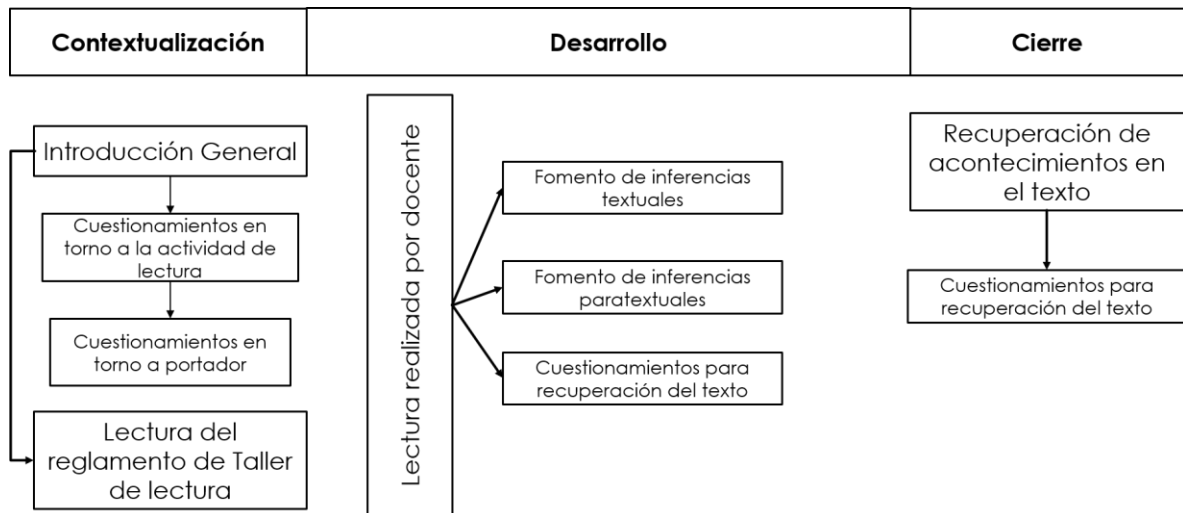 Contextualización
Desarrollo
Cierre
Introducción General
Cuestionamientos en
torno a la actividad de
lectura
Cuestionamientos en
torno a portador
Lectura del
reglamento de Taller
de lectura
Lectura realizada por docente
Fomento de inferencias
textuales
Fomento de inferencias
paratextuales
Cuestionamientos para
recuperación del texto
Recuperación de
acontecimientos en
el texto
Cuestionamientos para
recuperación del texto